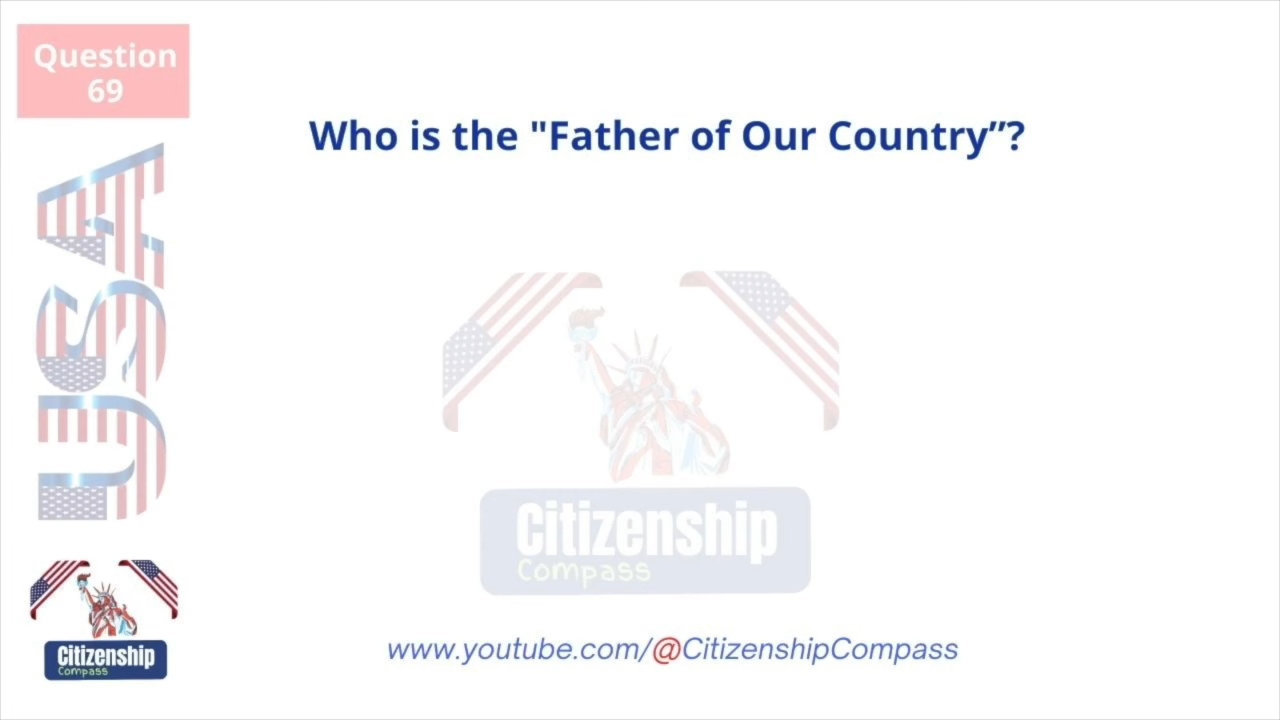 Question
69
Who is the "Father of Our Country”?
USA
Citizenship
Compass
www.youtube.com/@CitizenshipCompass
Citizenship
Compass